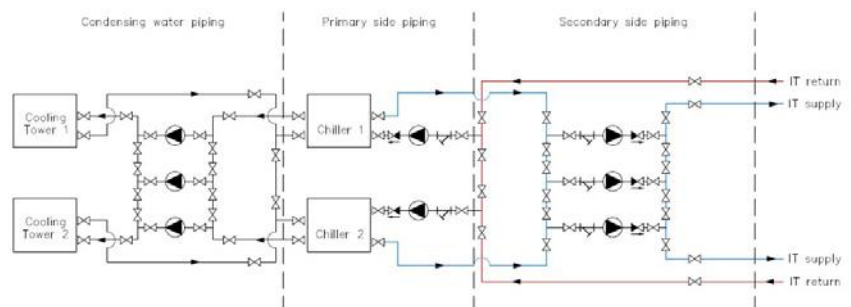 Condensing water piping
Primary side piping
Secondary side piping
IT return
IT supply
Cooling
Tower 1
Chiller 1
Cooling
Tower 2
Chiller 2
IT supply
IT return